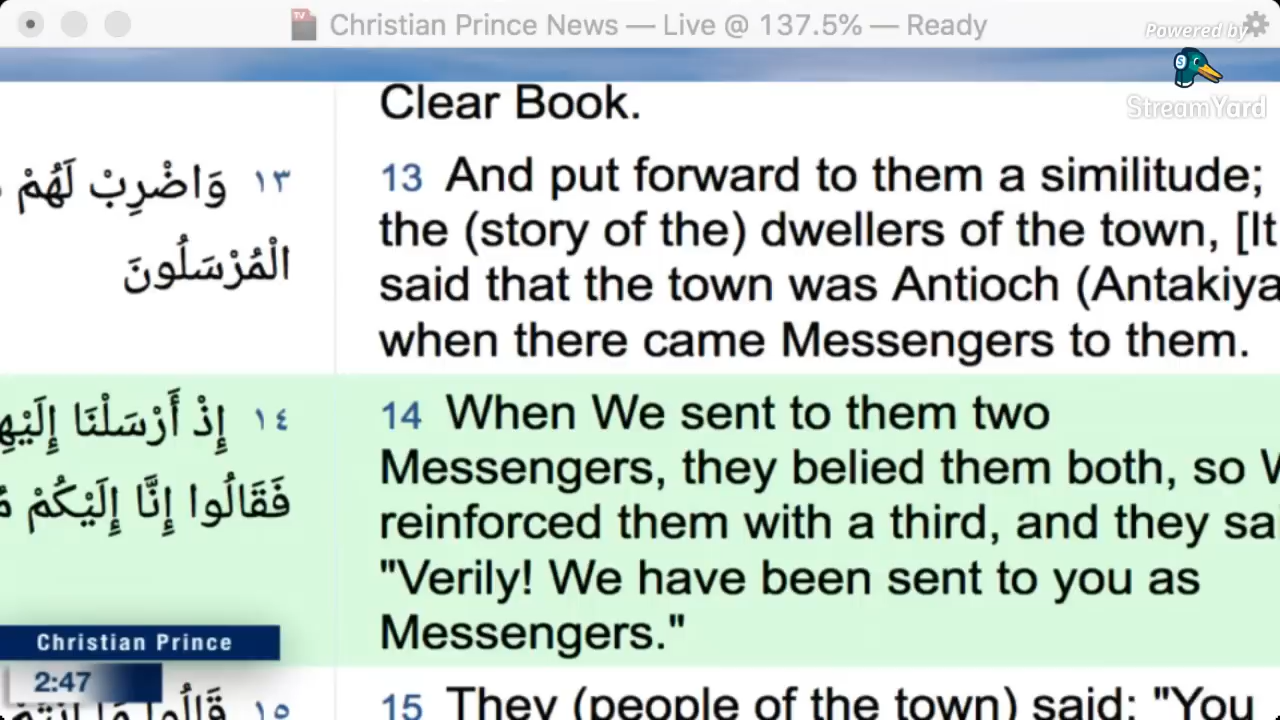 Christian Prince News — Live @ 137.5% — Ready
Powered by
StreamYard
Clear Book.
١٣ وَاضْرِبْ لَهُمْ
الْمُرْسَلُونَ
13 And put forward to them a similitude;
the (story of the) dwellers of the town, [It
said that the town was Antioch (Antakiya
when there came Messengers to them.
١٤ إِذْ أَرْسَلْنَا
فَقَالُوا إِنَّا إِلَيْكُمْ
14 When We sent to them two
Messengers, they belied them both, so
reinforced them with a third, and they
"Verily! We have been sent to you as
Messengers."
Christian Prince
2:47
١٥
15 They (people of the town) said: "You